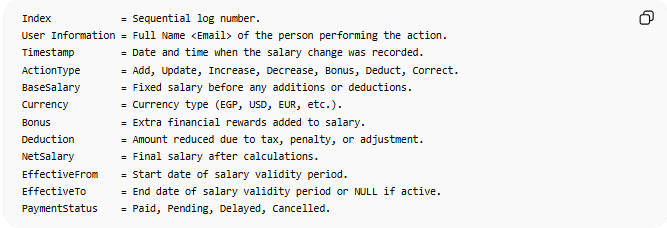 Index = Sequential log number.
User Information = Full Name <Email> of the person performing the action.
Timestamp = Date and time when the salary change was recorded.
ActionType = Add, Update, Increase, Decrease, Bonus, Deduct, Correct.
BaseSalary = Fixed salary before any additions or deductions.
Currency = Currency type (EGP, USD, EUR, etc.).
Bonus = Extra financial rewards added to salary.
Deduction = Amount reduced due to tax, penalty, or adjustment.
NetSalary = Final salary after calculations.
EffectiveFrom = Start date of salary validity period.
EffectiveTo = End date of salary validity period or NULL if active.
PaymentStatus = Paid, Pending, Delayed, Cancelled.